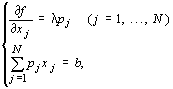 ∂f/∂x_j = λp_j (j = 1, ..., N)
∑_{j=1}^{N} p_j x_j = b,